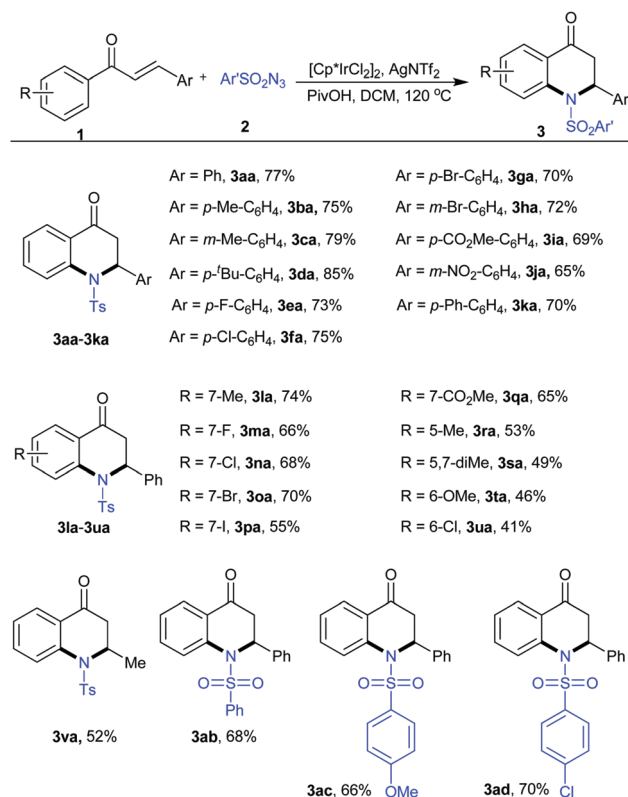 O
R
Ar
+
Ar'SO2N3
[Cp*IrCl2]2, AgNTf2
PivOH, DCM, 120 °C
O
R
N
Ar
SO2Ar'
1
2
3
O
N
Ar
Ts
3aa-3ka
Ar = Ph, 3aa, 77%
Ar = p-Me-C6H4, 3ba, 75%
Ar = m-Me-C6H4, 3ca, 79%
Ar = p-tBu-C6H4, 3da, 85%
Ar = p-F-C6H4, 3ea, 73%
Ar = p-Cl-C6H4, 3fa, 75%
Ar = p-Br-C6H4, 3ga, 70%
Ar = m-Br-C6H4, 3ha, 72%
Ar = p-CO2Me-C6H4, 3ia, 69%
Ar = m-NO2-C6H4, 3ja, 65%
Ar = p-Ph-C6H4, 3ka, 70%
O
R
N
Ph
Ts
3la-3ua
R = 7-Me, 3la, 74%
R = 7-F, 3ma, 66%
R = 7-Cl, 3na, 68%
R = 7-Br, 3oa, 70%
R = 7-I, 3pa, 55%
R = 7-CO2Me, 3qa, 65%
R = 5-Me, 3ra, 53%
R = 5,7-diMe, 3sa, 49%
R = 6-OMe, 3ta, 46%
R = 6-Cl, 3ua, 41%
O
N
Me
Ts
3va, 52%
O
N
Ph
O=S=O
Ph
3ab, 68%
O
N
Ph
O=S=O
OMe
3ac, 66%
O
N
Ph
O=S=O
Cl
3ad, 70%